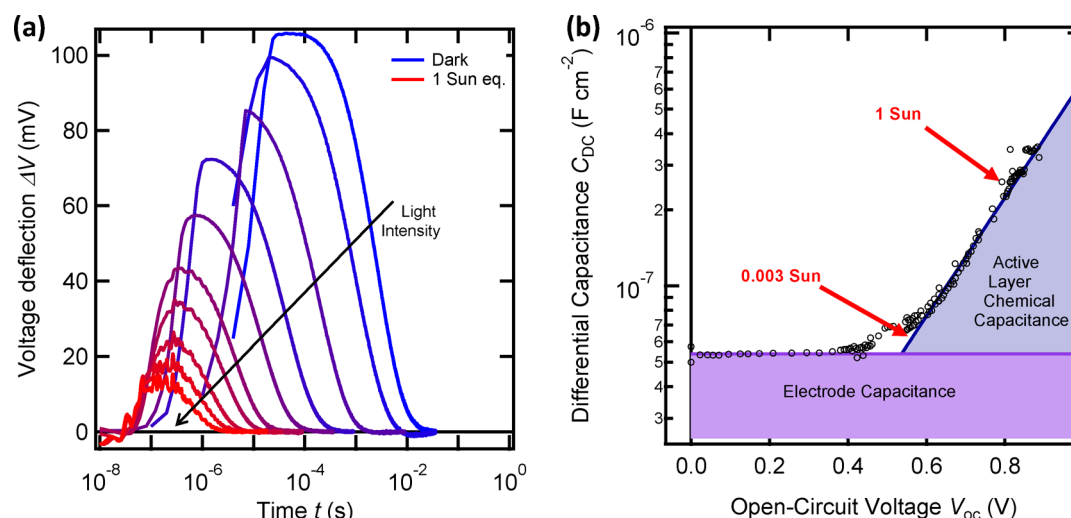 (a)
Voltage deflection ΔV (mV)
100
80
60
40
20
0
Dark
1 Sun eq.
Light
Intensity
10⁻⁸
10⁻⁶
10⁻⁴
10⁻²
10⁰
Time t (s)
(b)
Differential Capacitance C_DC (F cm⁻²)
10⁻⁶
8
7
6
5
4
3
2
10⁻⁷
8
7
6
5
4
3
1 Sun
0.003 Sun
Active
Layer
Chemical
Capacitance
Electrode Capacitance
0.0
0.2
0.4
0.6
0.8
Open-Circuit Voltage V_oc (V)